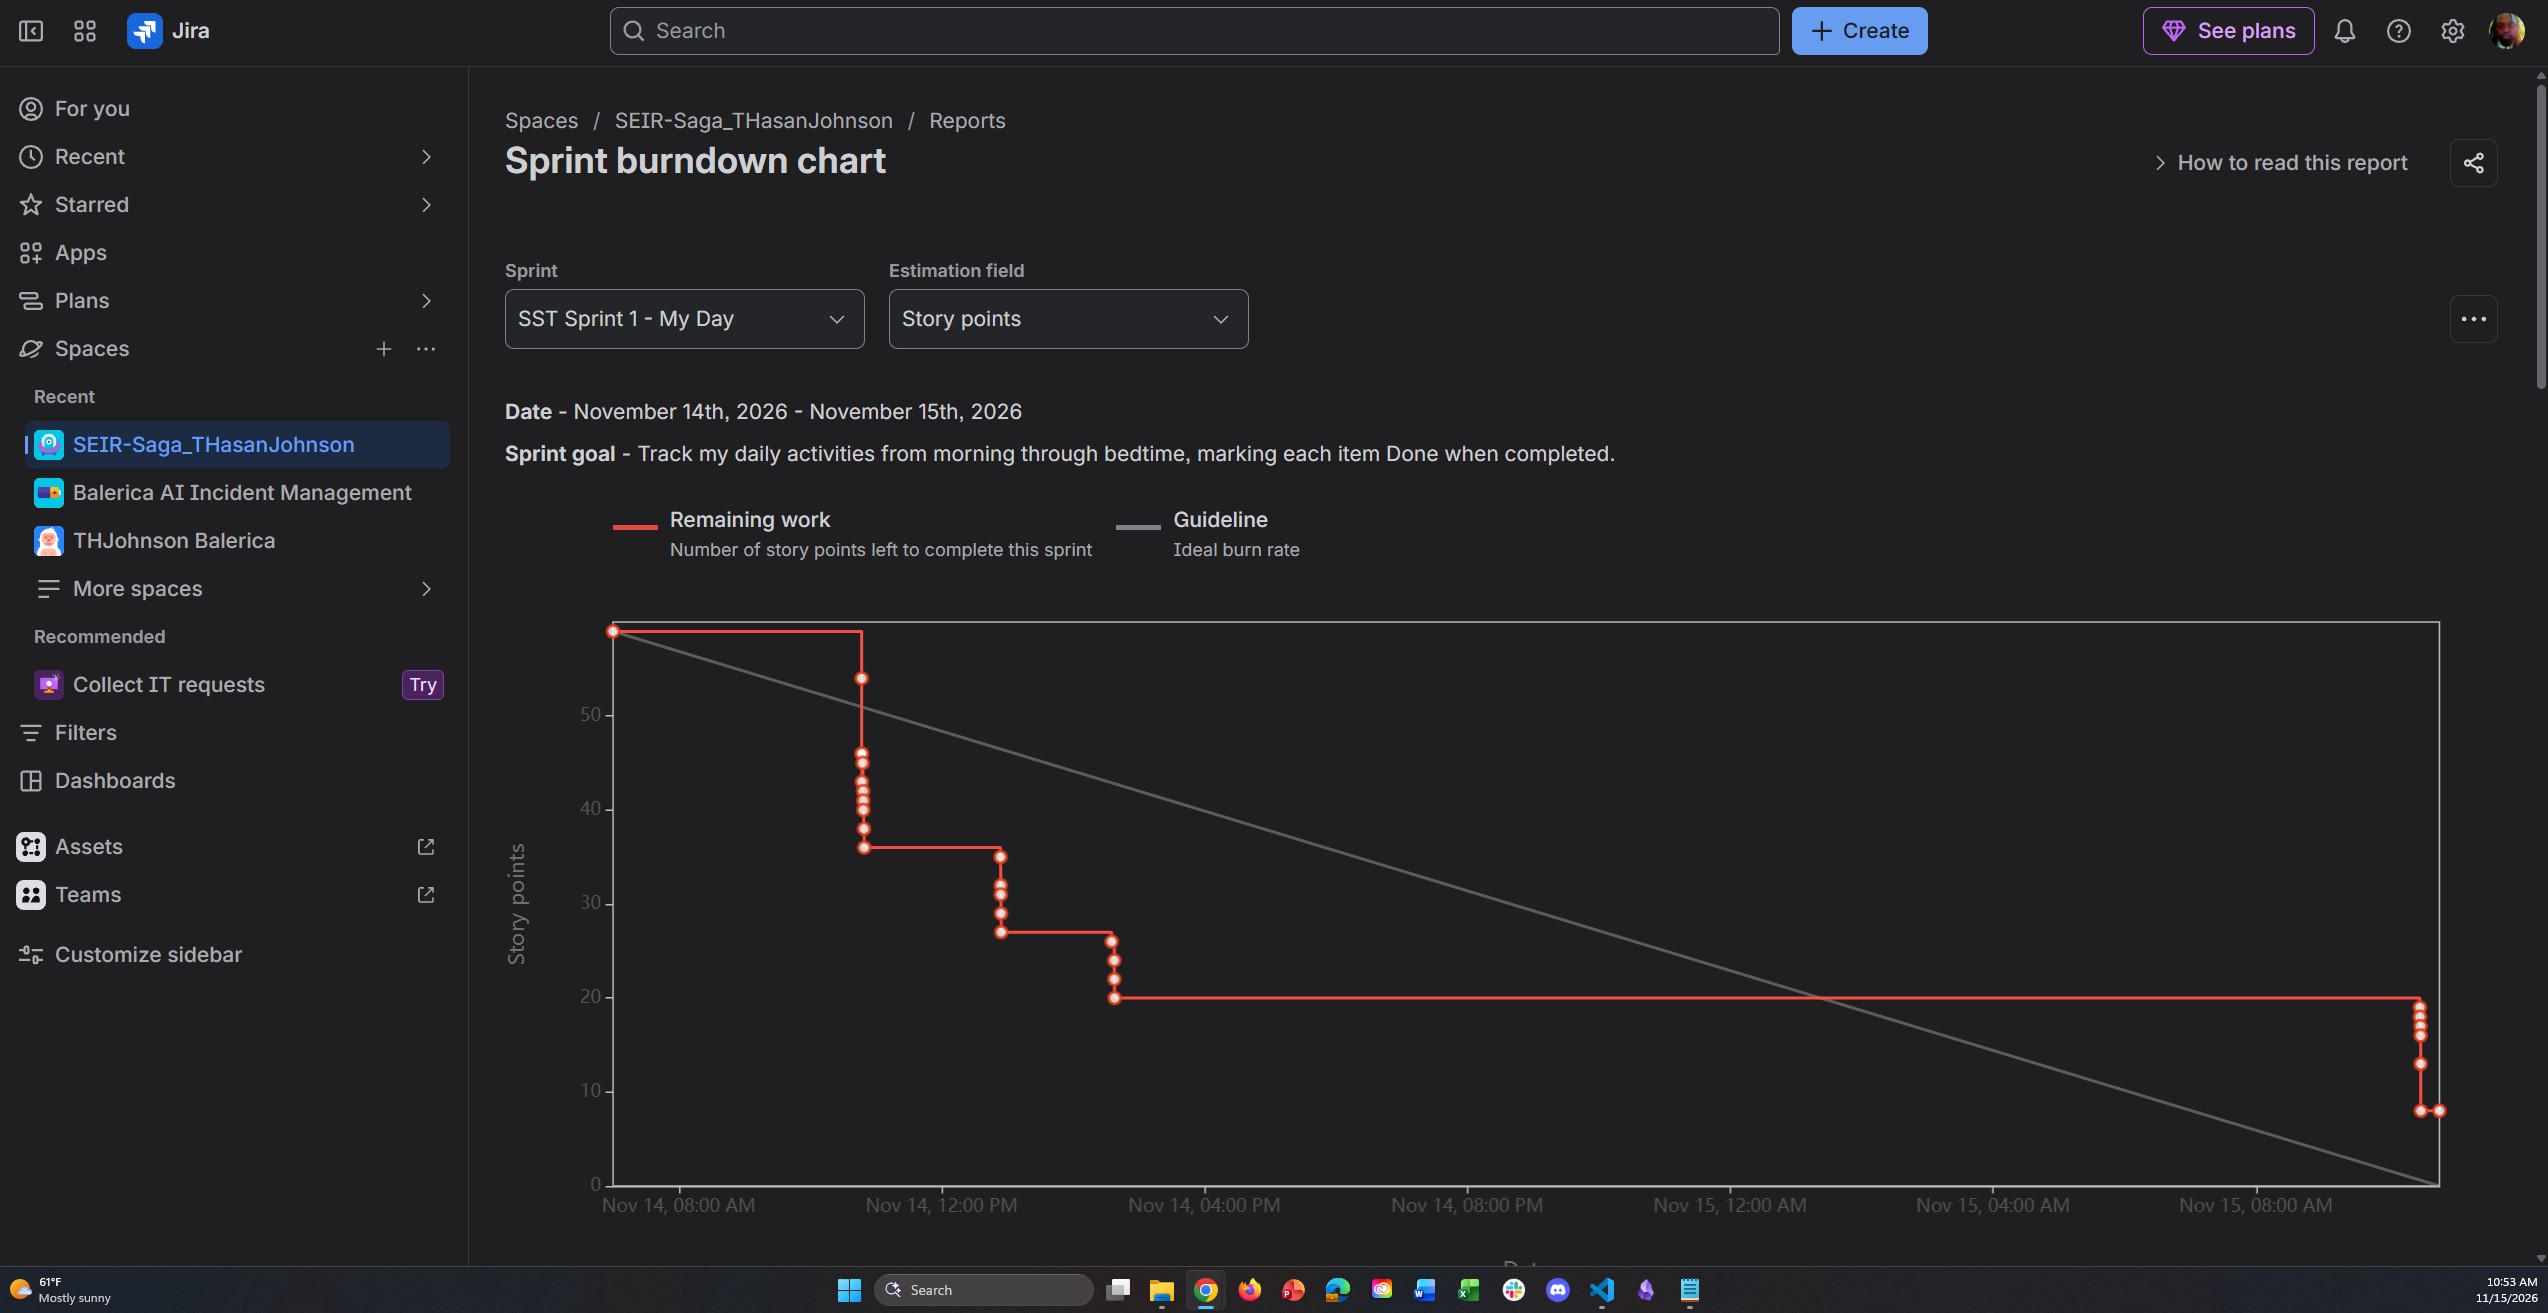 Jira
Search
Create
See plans
For you
Recent
Starred
Apps
Plans
Spaces
Recent
SEIR-Saga_THasanJohnson
Balerica AI Incident Management
THJohnson Balerica
More spaces
Recommended
Collect IT requests
Try
Filters
Dashboards
Assets
Teams
Customize sidebar
Spaces / SEIR-Saga_THasanJohnson / Reports
Sprint burndown chart
How to read this report
Sprint
Estimation field
SST Sprint 1 - My Day
Story points
Date - November 14th, 2026 - November 15th, 2026
Sprint goal - Track my daily activities from morning through bedtime, marking each item Done when completed.
Remaining work
Number of story points left to complete this sprint
Guideline
Ideal burn rate
Story points
50
40
30
20
10
0
Nov 14, 08:00 AM
Nov 14, 12:00 PM
Nov 14, 04:00 PM
Nov 14, 08:00 PM
Nov 15, 12:00 AM
Nov 15, 04:00 AM
Nov 15, 08:00 AM
61°F
Mostly sunny
Search
10:53 AM
11/15/2026